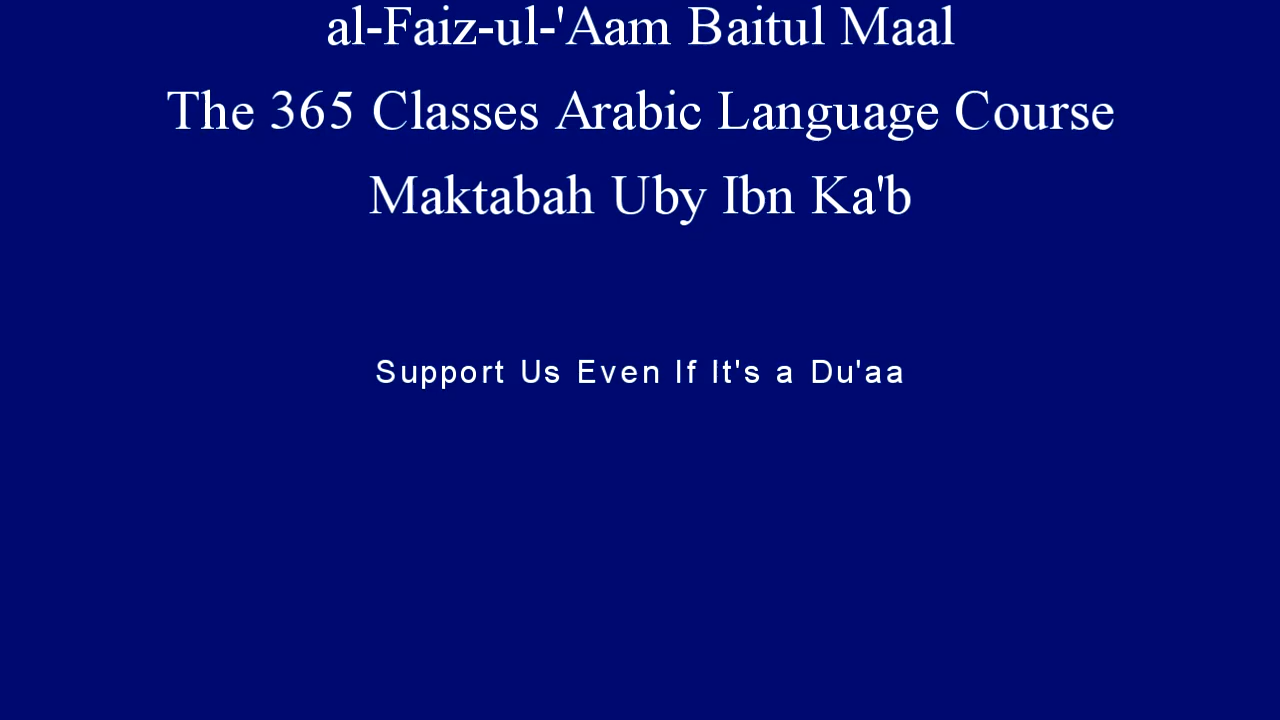 al-Faiz-ul-'Aam Baitul Maal
The 365 Classes Arabic Language Course
Maktabah Uby Ibn Ka'b
Support Us Even If It's a Du'aa